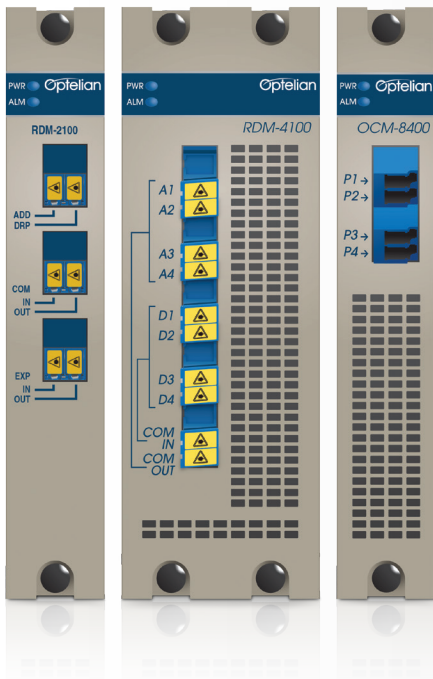 PWR Optelian
ALM
RDM-2100
ADD
DRP
COM
IN
OUT
EXP
IN
OUT
PWR Optelian
ALM
RDM-4100
A1
A2
A3
A4
D1
D2
D3
D4
COM
IN
COM
OUT
PWR Optelian
ALM
OCM-8400
P1→
P2→
P3→
P4→